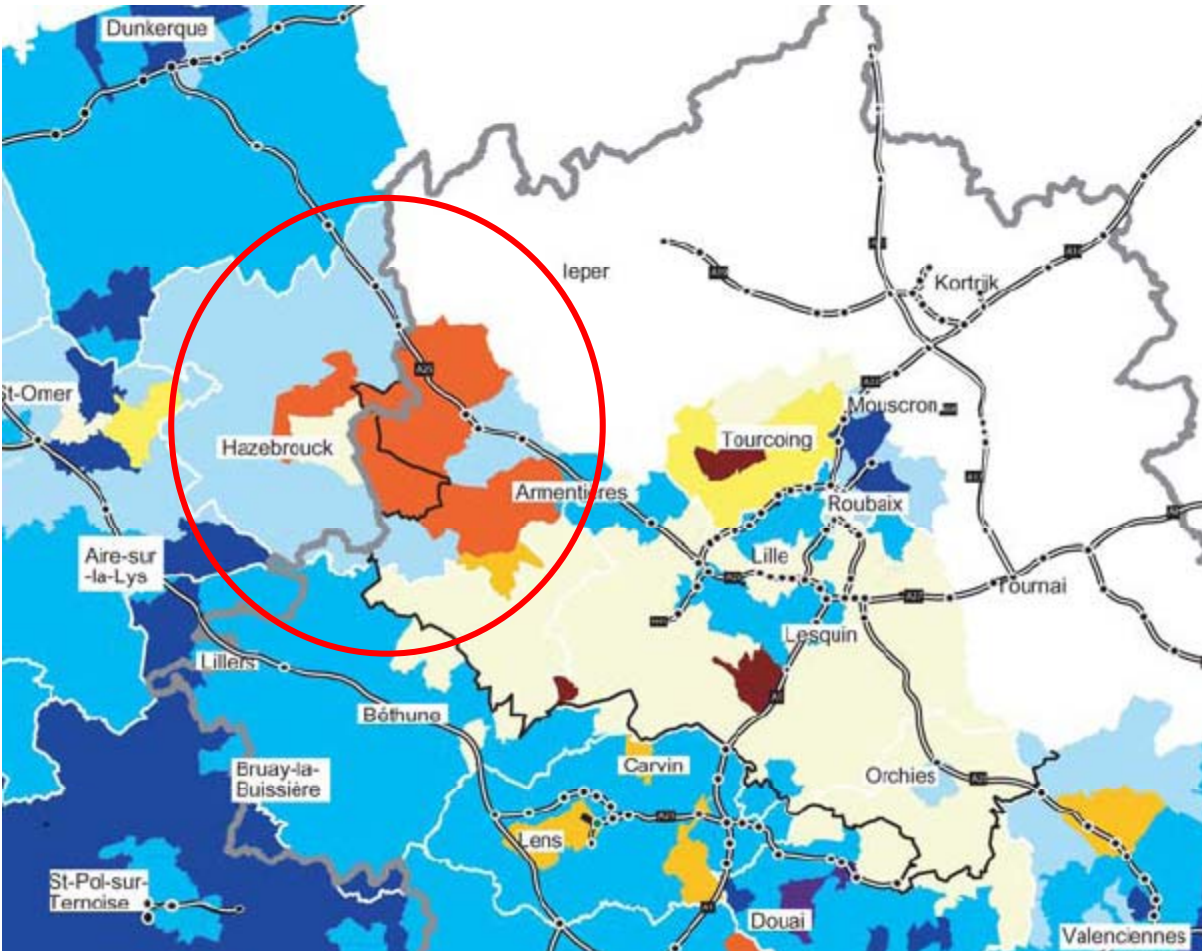 Dunkerque
Ieper
Kortrijk
St-Omer
A25
Mouscron
Tourcoing
Hazebrouck
Armentières
Roubaix
Aire-sur
-la-Lys
Lille
Tournai
Lesquin
Lillers
Béthune
Carvin
Bruay-la-
Buissière
Orchies
Lens
St-Pol-sur-
Ternoise
Douai
Valenciennes